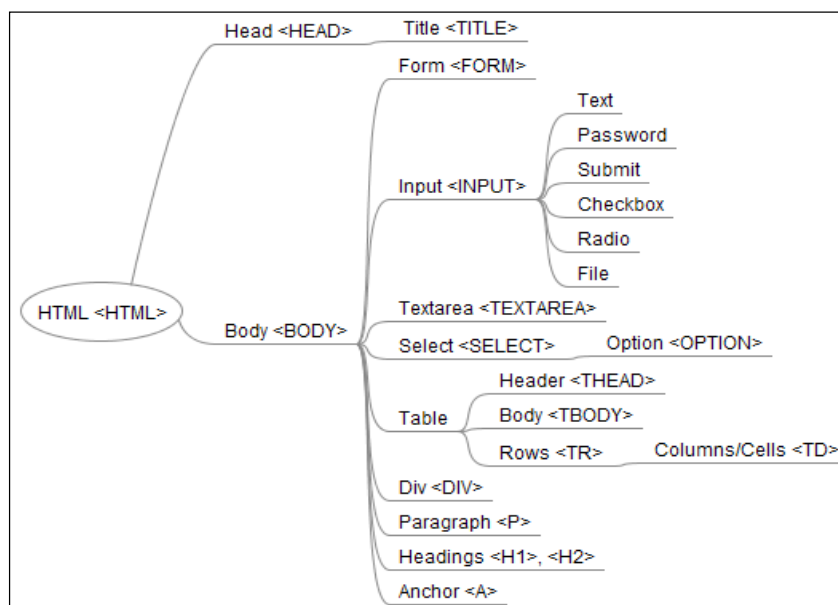 Head <HEAD>
Title <TITLE>
Form <FORM>
Text
Password
Submit
Input <INPUT>
Checkbox
Radio
File
HTML <HTML>
Textarea <TEXTAREA>
Body <BODY>
Select <SELECT>
Option <OPTION>
Header <THEAD>
Table
Body <TBODY>
Rows <TR>
Columns/Cells <TD>
Div <DIV>
Paragraph <P>
Headings <H1>, <H2>
Anchor <A>